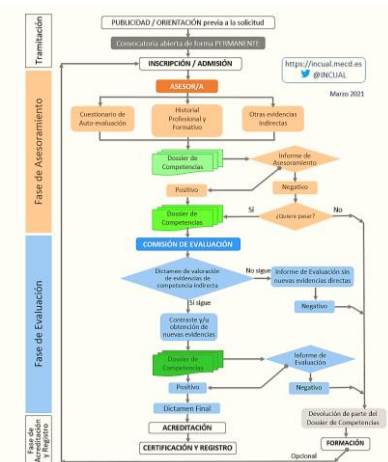 Tramitación
PUBLICIDAD / ORIENTACIÓN previa a la solicitud
Convocatoria abierta de forma PERMANENTE
INSCRIPCIÓN / ADMISIÓN
https://incual.mecd.es
@INCUAL
Marzo 2021
Fase de Asesoramiento
ASESOR/A
Cuestionario de
Auto-evaluación
Historial
Profesional y
Formativo
Otras evidencias
Indirectas
Dossier de
Competencias
Informe de
Asesoramiento
Positivo
Negativo
Dossier de
Competencias
Sí
¿Quiere pasar?
No
Fase de Evaluación
COMISIÓN DE EVALUACIÓN
Dictamen de valoración
de evidencias de
competencia indirecta
No sigue
Informe de Evaluación sin
nuevas evidencias directas
Negativo
Sí sigue
Contraste y/u
obtención de
nuevas evidencias
Dossier de
Competencias
Informe de
Evaluación
Positivo
Negativo
Dictamen Final
Devolución de parte del
Dossier de Competencias
Fase de
Acreditación
y Registro
ACREDITACIÓN
CERTIFICACIÓN Y REGISTRO
FORMACIÓN
Opcional